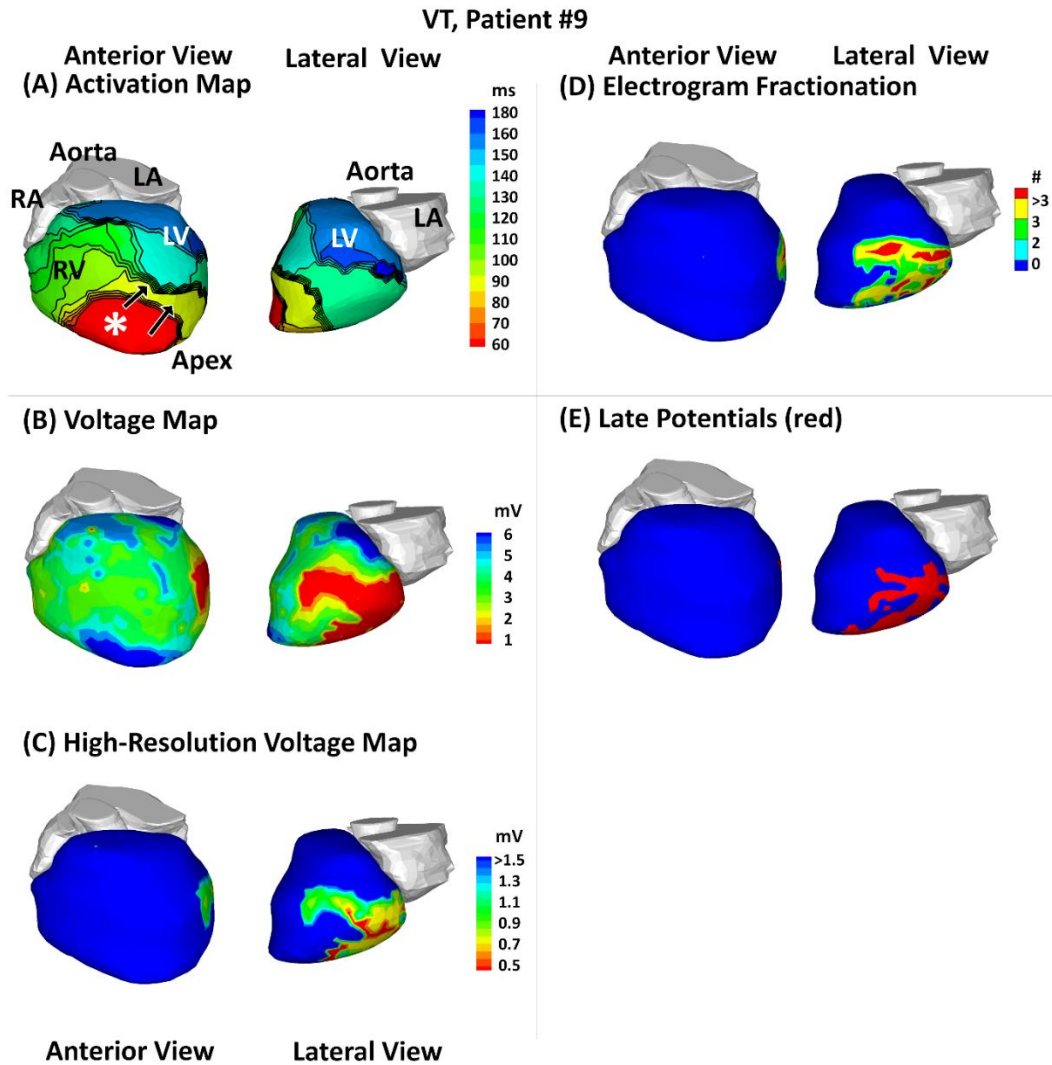 VT, Patient #9
Anterior View
Lateral View
Anterior View
Lateral View
(A) Activation Map
(D) Electrogram Fractionation
ms
180
160
140
130
120
110
100
90
80
70
60
Aorta
LA
RA
LV
RV
*
Apex
Aorta
LV
LA
#
>3
3
2
0
(B) Voltage Map
(E) Late Potentials (red)
mV
6
5
4
3
2
1
(C) High-Resolution Voltage Map
mV
>1.5
1.3
1.1
0.9
0.7
0.5
Anterior View
Lateral View